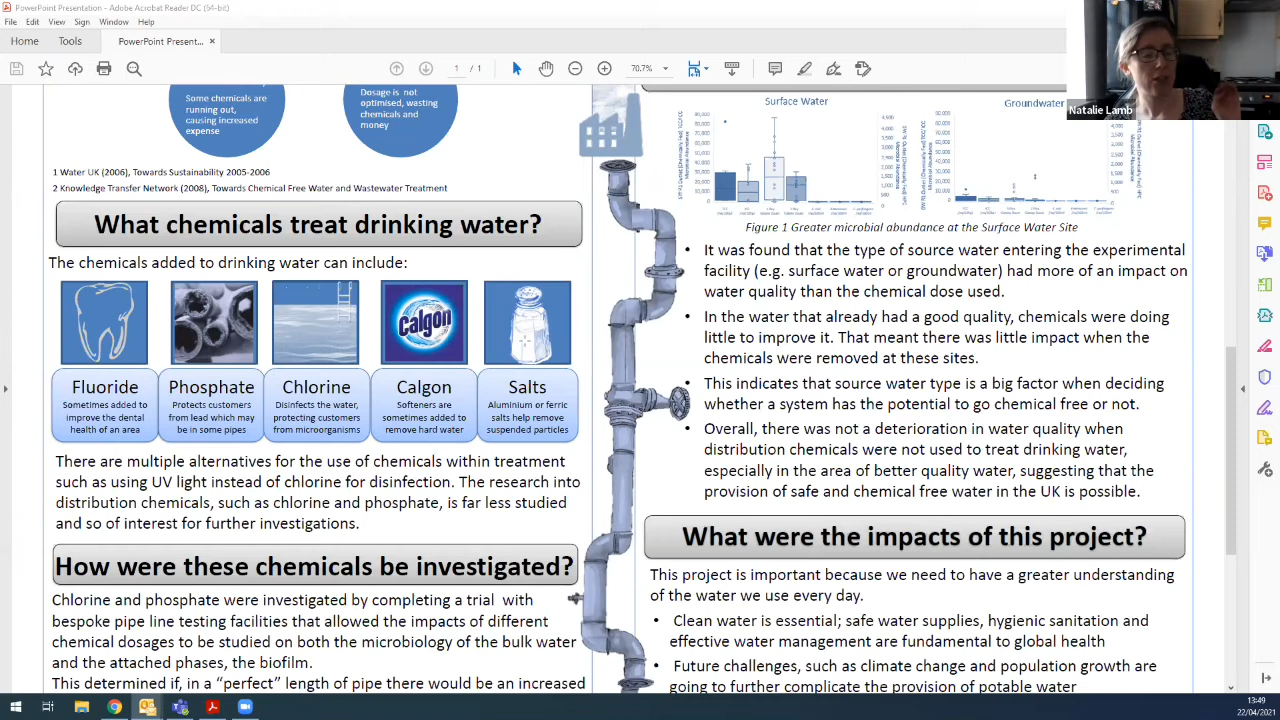 PowerPoint Presentation - Adobe Acrobat Reader DC (64-bit)
File Edit View Sign Window Help
Home Tools PowerPoint Present... ×
1 / 1 70.7%
Natalie Lamb
Some chemicals are
running out,
causing increased
expense
Dosage is not
optimised, wasting
chemicals and
money
1 Water UK (2006), Towards Sustainability 2005-2006
2 Knowledge Transfer Network (2008), Towards Chemical Free Water and Wastewater Treatment
What chemicals treat drinking water?
The chemicals added to drinking water can include:
Calgon
Fluoride
Sometimes added to
improve the dental
health of an area
Phosphate
Protects customers
from lead which may
be in some pipes
Chlorine
Disinfects the water,
protecting customers
from microorganisms
Calgon
Softeners are
sometimes added to
remove hard water
Salts
Aluminium or ferric
salts help remove
suspended particles
There are multiple alternatives for the use of chemicals within treatment
such as using UV light instead of chlorine for disinfection. The research into
distribution chemicals, such as chlorine and phosphate, is far less studied
and so of interest for further investigations.
How were these chemicals be investigated?
Chlorine and phosphate were investigated by completing a trial with
bespoke pipe line testing facilities that allowed the impacts of different
chemical dosages to be studied on both the microbiology of the bulk water
and the attached phases, the biofilm.
This determined if, in a “perfect” length of pipe there would be an increased
Surface Water
Groundwater
Figure 1 Greater microbial abundance at the Surface Water Site
• It was found that the type of source water entering the experimental
facility (e.g. surface water or groundwater) had more of an impact on
water quality than the chemical dose used.
• In the water that already had a good quality, chemicals were doing
little to improve it. That meant there was little impact when the
chemicals were removed at these sites.
• This indicates that source water type is a big factor when deciding
whether a system has the potential to go chemical free or not.
• Overall, there was not a deterioration in water quality when
distribution chemicals were not used to treat drinking water,
especially in the area of better quality water, suggesting that the
provision of safe and chemical free water in the UK is possible.
What were the impacts of this project?
This project is important because we need to have a greater understanding
of the water we use every day.
• Clean water is essential; safe water supplies, hygienic sanitation and
effective water management are fundamental to global health
• Future challenges, such as climate change and population growth are
going to further complicate the provision of potable water
13:49
22/04/2021